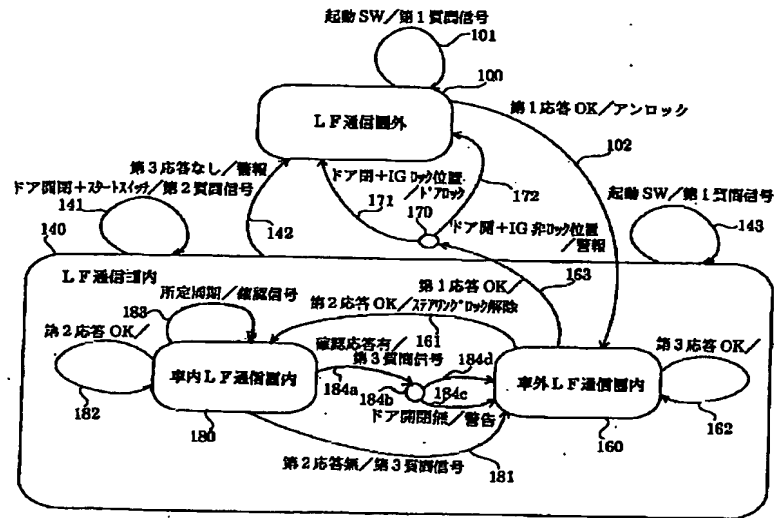 起動SW/第1質問信号
101
100
LF通信圏外
第1応答OK/アンロック
102
第3応答なし/警報
ドア開閉+スタートスイッチ/第2質問信号
141
140
142
ドア閉+IGロック位置
/ドアロック
171
172
170
ドア開+IG非ロック位置
/警報
163
起動SW/第1質問信号
143
LF通信圏内
所定周期/確認信号
183
第2応答OK/
182
第1応答OK/
第2応答OK/ステアリングロック解除
161
確認応答有/
第3質問信号
184d
184a
184b
184c
ドア開閉無/警告
車内LF通信圏内
180
車外LF通信圏内
160
第3応答OK/
162
第2応答無/第3質問信号
181